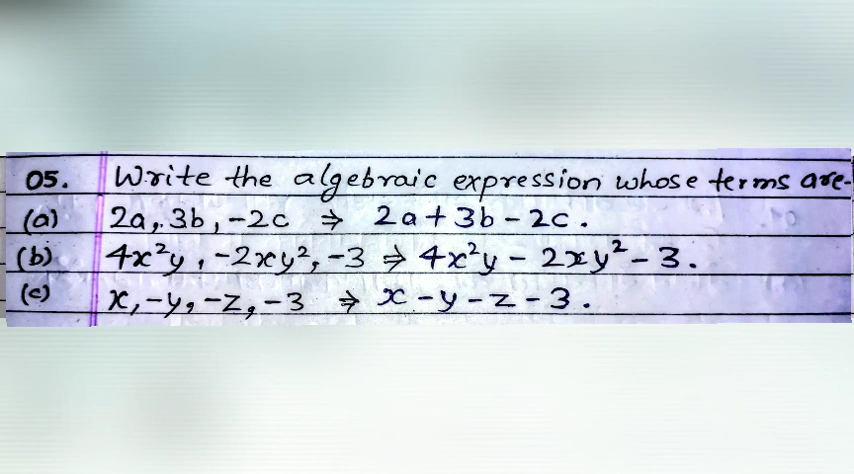 05. Write the algebraic expression whose terms are-
(a) 2a, 3b, -2c ⇒ 2a + 3b - 2c.
(b) 4x²y, -2xy², -3 ⇒ 4x²y - 2xy² - 3.
(c) x, -y, -z, -3 ⇒ x - y - z - 3.